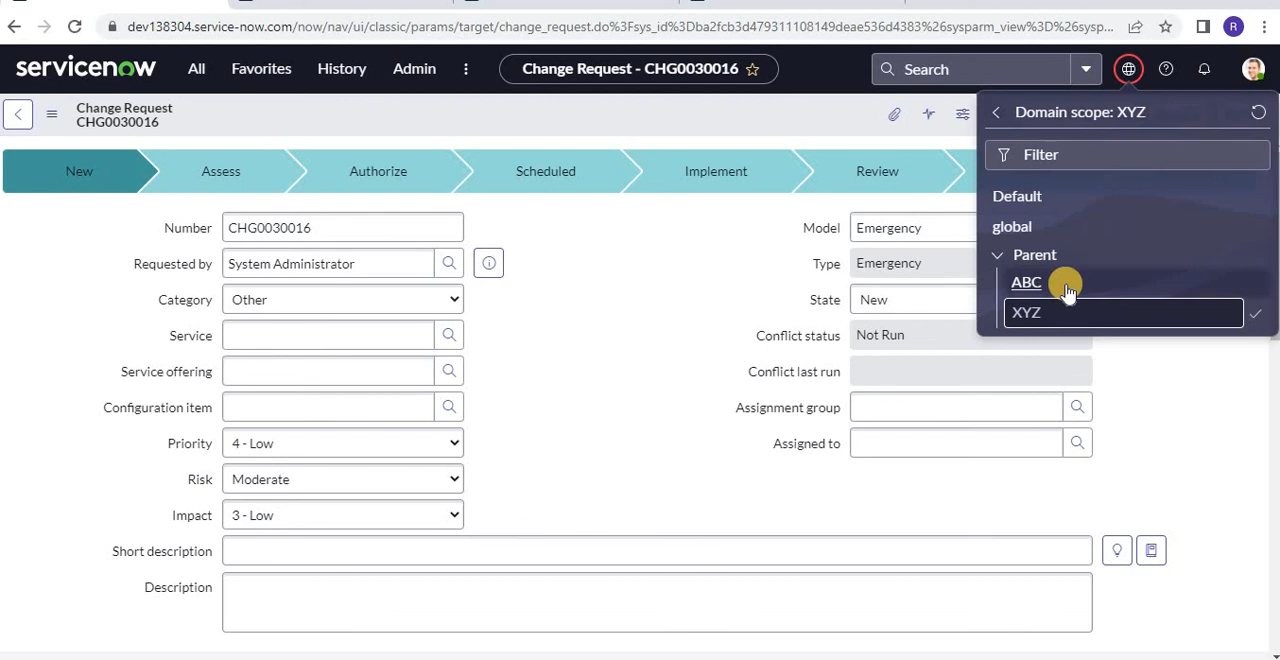 dev138304.service-now.com/now/nav/ui/classic/params/target/change_request.do%3Fsys_id%3Dba2fcb3d479311108149deae536d4383%26sysparm_view%3D%26sysp...
R
servicenow All Favorites History Admin Change Request - CHG0030016 Search
Change Request
CHG0030016
Domain scope: XYZ
Filter
Default
global
Parent
ABC
XYZ
New Assess Authorize Scheduled Implement Review
Number CHG0030016 Model Emergency
Requested by System Administrator Type Emergency
Category Other State New
Service Conflict status Not Run
Service offering Conflict last run
Configuration item Assignment group
Priority 4 - Low Assigned to
Risk Moderate
Impact 3 - Low
Short description
Description